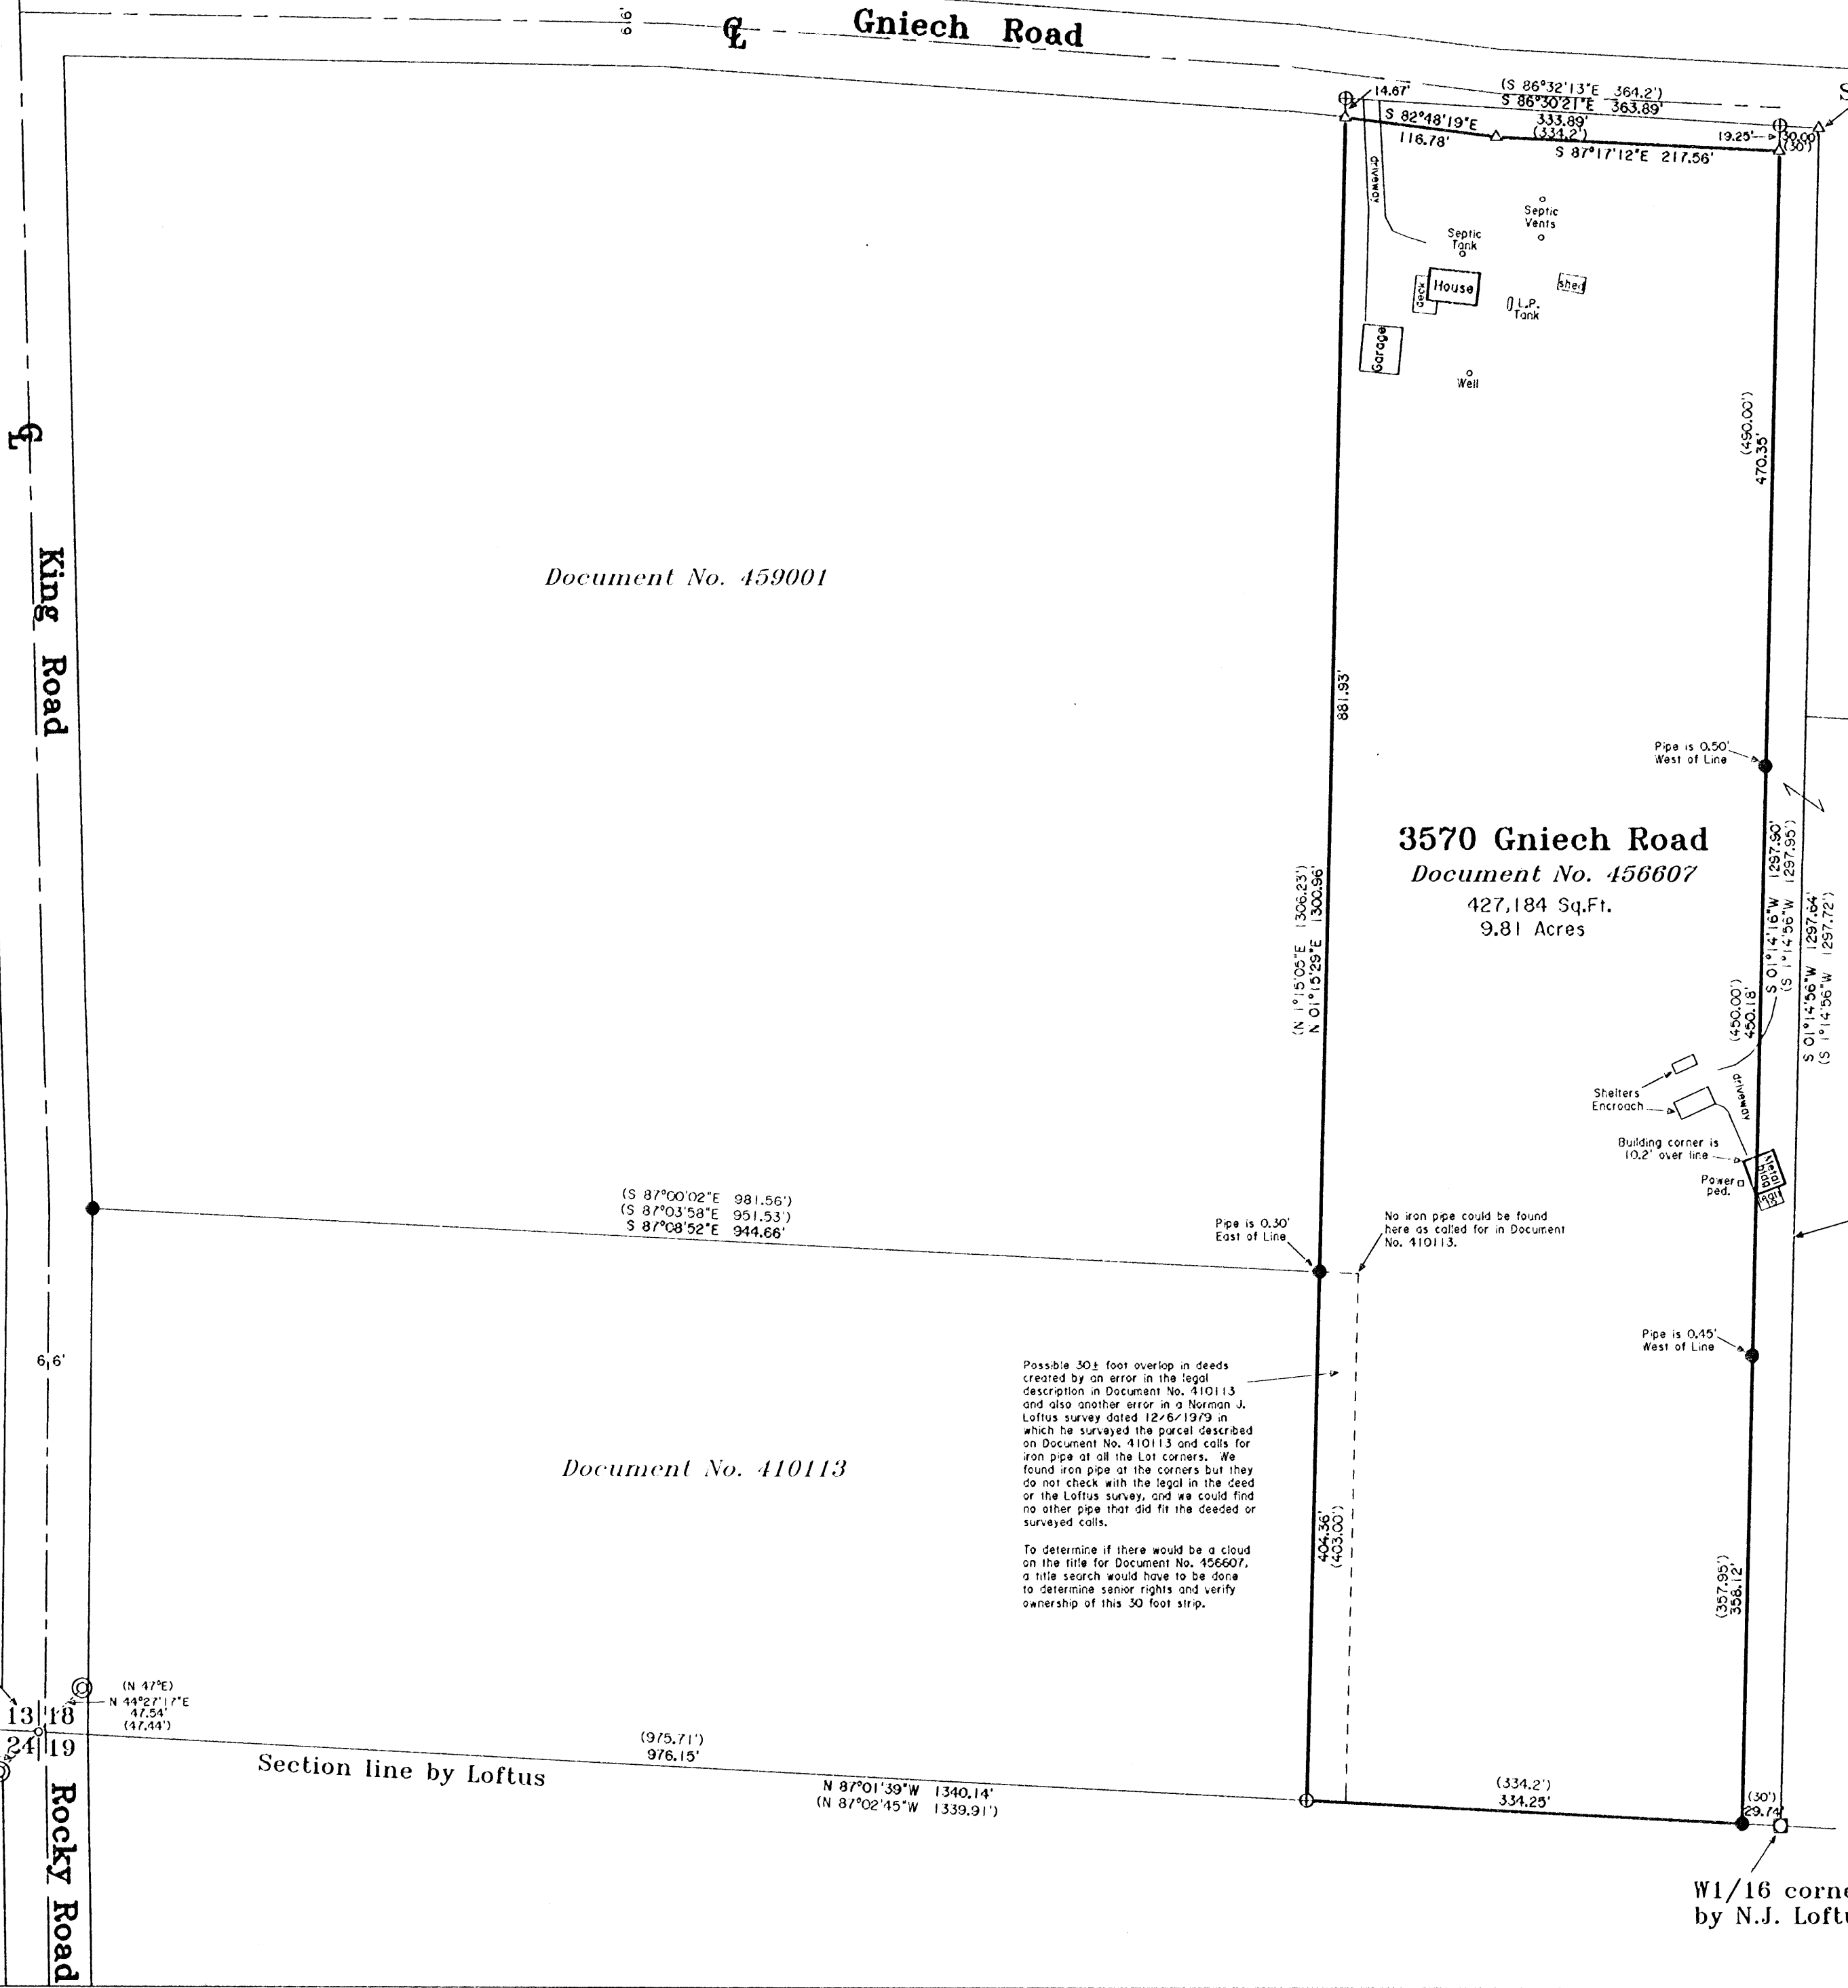 66'
CL
Gniech Road
CL
King Road
66'
14.67'
(S 86°32'13"E 364.2')
S 86°30'21"E 363.89'
333.89'
(334.2')
S 82°48'19"E
116.78'
S 87°17'12"E 217.56'
19.25'
30.00'
(30')
S
driveway
Septic
Vents
Septic
Tank
House
deck
shed
L.P.
Tank
Garage
Well
(490.00')
470.35'
881.93'
Document No. 459001
Pipe is 0.50'
West of Line
3570 Gniech Road
Document No. 456607
427,184 Sq.Ft.
9.81 Acres
(N 1°15'05"E 1306.23')
N 01°15'29"E 1300.96'
S 01°14'16"W 1297.90'
(S 1°14'56"W 1297.95')
S 01°14'56"W 1297.64'
(S 1°14'56"W 1297.72')
(450.00')
450.18'
Shelters
Encroach
driveway
Building corner is
10.2' over line
Metal
bldg
Power
ped.
(S 87°00'02"E 981.56')
(S 87°03'58"E 951.53')
S 87°08'52"E 944.66'
Pipe is 0.30'
East of Line
No iron pipe could be found
here as called for in Document
No. 410113.
Pipe is 0.45'
West of Line
Possible 30± foot overlap in deeds
created by an error in the legal
description in Document No. 410113
and also another error in a Norman J.
Loftus survey dated 12/6/1979 in
which he surveyed the parcel described
on Document No. 410113 and calls for
iron pipe at all the Lot corners. We
found iron pipe at the corners but they
do not check with the legal in the deed
or the Loftus survey, and we could find
no other pipe that did fit the deeded or
surveyed calls.
To determine if there would be a cloud
on the title for Document No. 456607,
a title search would have to be done
to determine senior rights and verify
ownership of this 30 foot strip.
Document No. 410113
404.36'
(403.00')
(357.95')
358.12'
(N 47°E)
N 44°27'17"E
47.54'
(47.44')
13 18
24 19
(975.71')
976.15'
Section line by Loftus
N 87°01'39"W 1340.14'
(N 87°02'45"W 1339.91')
(334.2')
334.25'
(30')
29.74'
Rocky Road
W1/16 corne
by N.J. Loftu